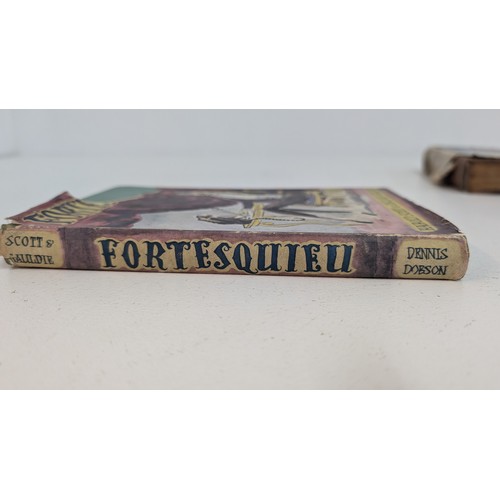 SCOTT &
GAULDIE
FORTESQUIEU
DENNIS
DOBSON